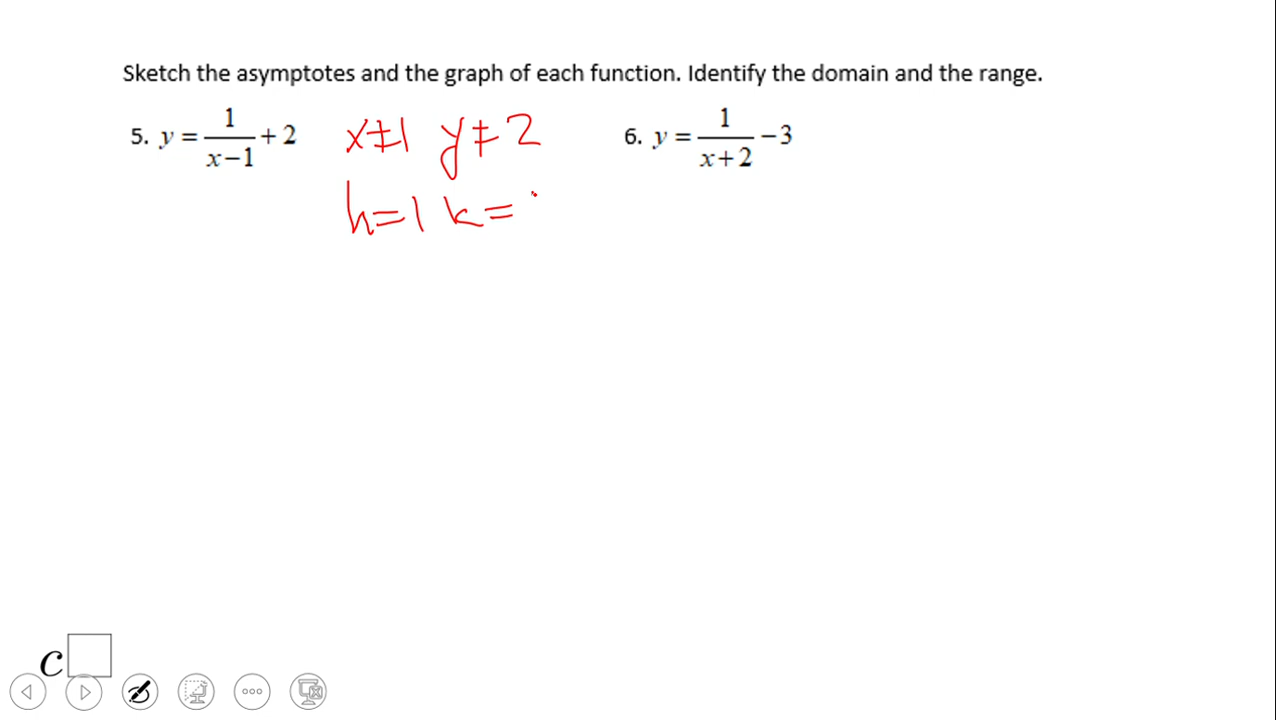 Sketch the asymptotes and the graph of each function. Identify the domain and the range.
5. y = 1/(x−1) + 2 x≠1 y≠2 6. y = 1/(x+2) −3
h=1 k=
c